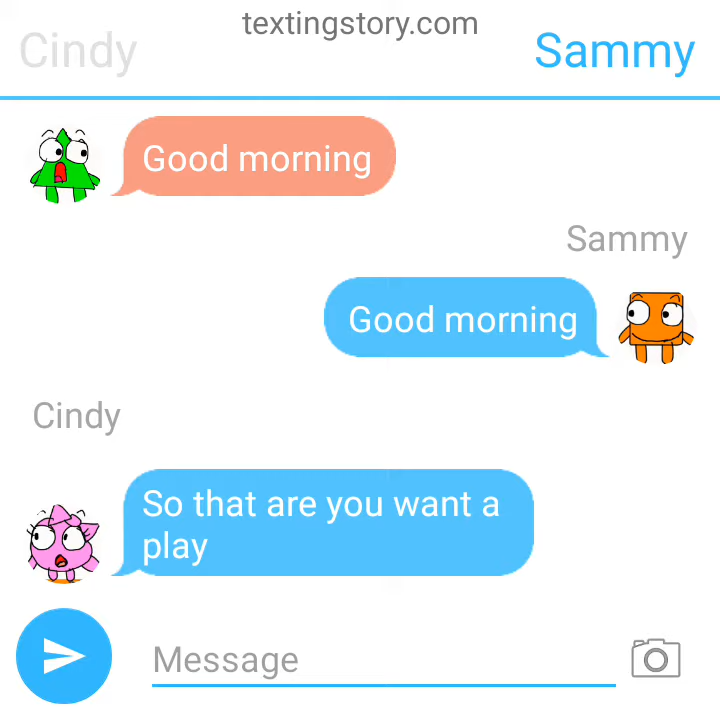 textingstory.com
Cindy
Sammy
Good morning
Sammy
Good morning
Cindy
So that are you want a
play
Message